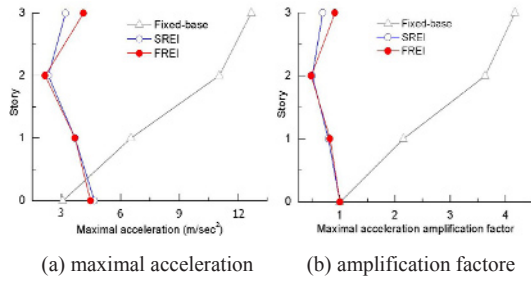 Fixed-base
SREI
FREI
Story
3
2
1
0
3 6 9 12
Maximal acceleration (m/sec²)
(a) maximal acceleration
Fixed-base
SREI
FREI
Story
3
2
1
0
1 2 3 4
Maximal acceleration amplification factor
(b) amplification factore